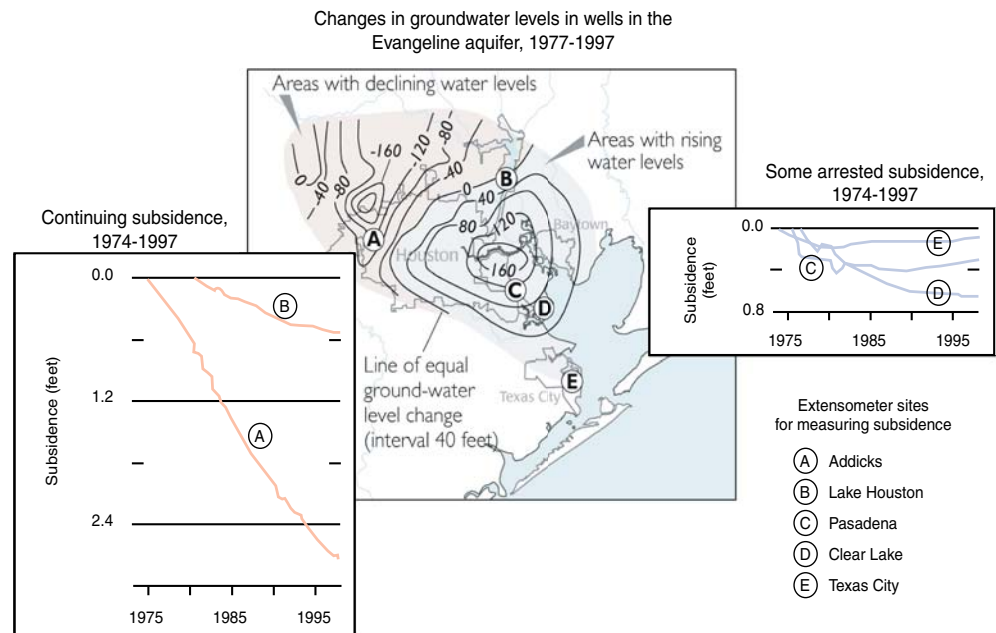 Changes in groundwater levels in wells in the
Evangeline aquifer, 1977-1997
Areas with declining water levels
Areas with rising
water levels
0
-40
-80
-160
-120
-80
-40
0
40
80
120
160
A
B
C
D
E
Houston
Baytown
Texas City
Line of equal
ground-water
level change
(interval 40 feet)
Continuing subsidence,
1974-1997
0.0
1.2
2.4
Subsidence (feet)
B
A
1975
1985
1995
Some arrested subsidence,
1974-1997
0.0
0.8
Subsidence
(feet)
E
C
D
1975
1985
1995
Extensometer sites
for measuring subsidence
A Addicks
B Lake Houston
C Pasadena
D Clear Lake
E Texas City